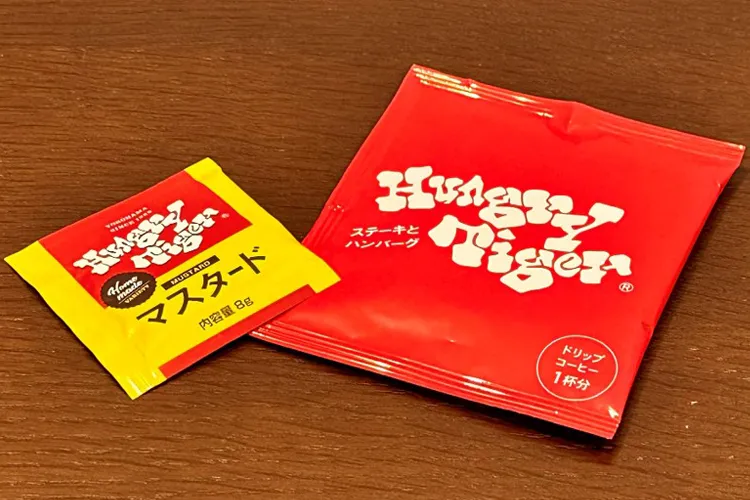 YOKOHAMA
SINCE 1969
Hungry
Tiger®
Home
made
VARIETY
MUSTARD
マスタード
内容量 8g
Hungry
Tiger®
ステーキと
ハンバーグ
ドリップ
コーヒー
1杯分